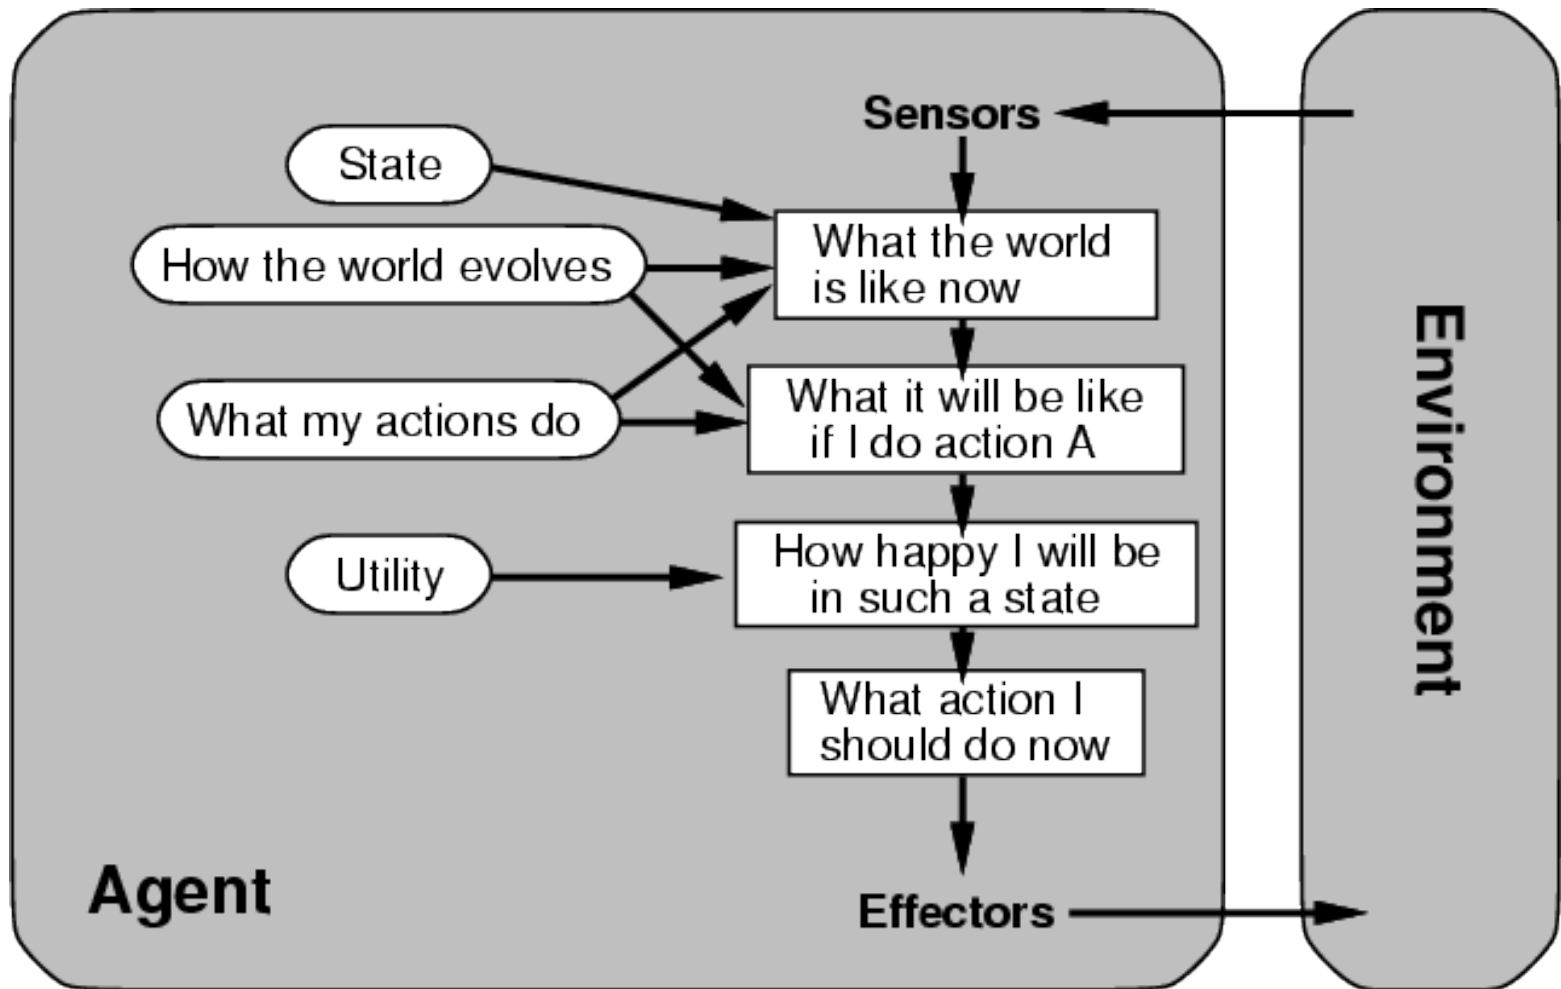 Sensors
State
What the world
is like now
How the world evolves
What my actions do
What it will be like
if I do action A
Utility
How happy I will be
in such a state
What action I
should do now
Agent
Effectors
Environment